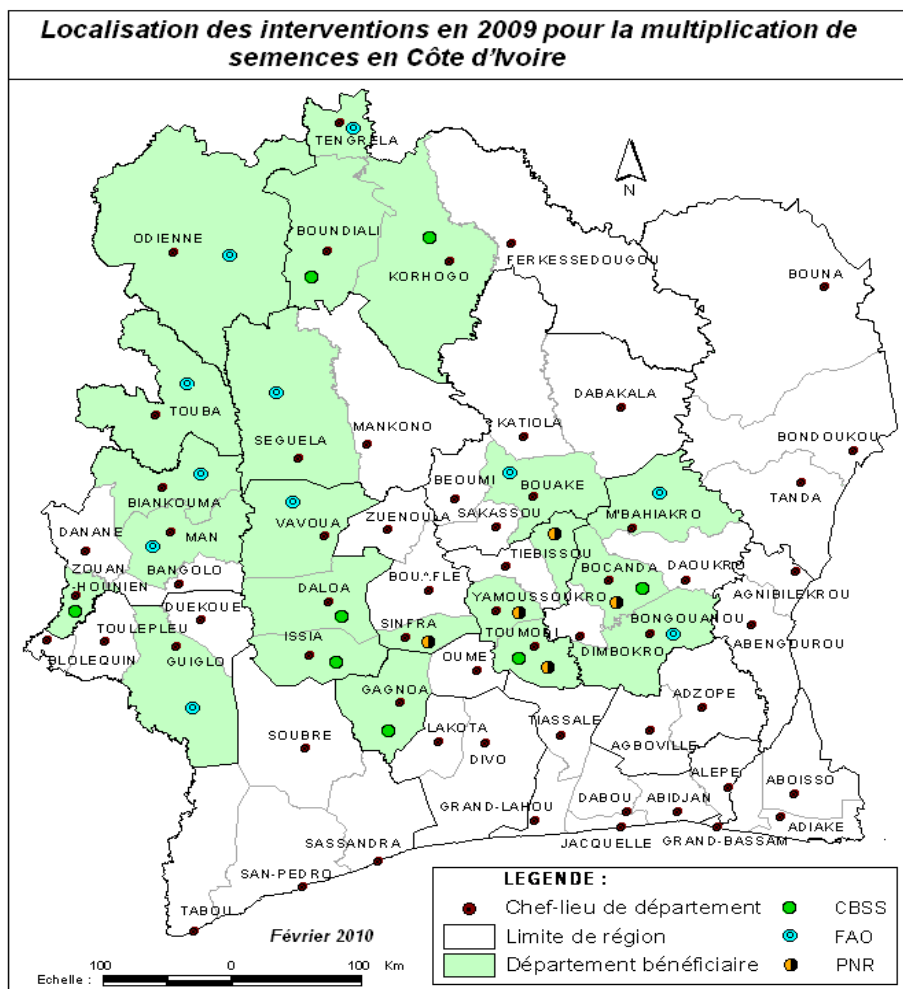 Localisation des interventions en 2009 pour la multiplication de
semences en Côte d'Ivoire
TENGRELA
N
ODIENNE
BOUNDIALI
KORHOGO
FERKESSEDOUGOU
BOUNA
TOUBA
SEGUELA
MANKONO
KATIOLA
DABAKALA
BONDOUKOU
TANDA
BIANKOUMA
BEOUMI
BOUAKE
M'BAHIAKRO
DANANE
MAN
VAVOUA
ZUENOULA
SAKASSOU
TIEBISSOU
ZOUAN
-HOUNIEN
BANGOLO
DALOA
BOCANDA
DAOUKRO
AGNIBILEKROU
YAMOUSSOUKRO
DUEKOUE
TOULEPLEU
SINFRA
TOUMODI
BONGOUANOU
ABENGOUROU
BLOLEQUIN
GUIGLO
ISSIA
OUME
DIMBOKRO
GAGNOA
ADZOPE
SOUBRE
LAKOTA
DIVO
TIASSALE
AGBOVILLE
ALEPE
ABOISSO
GRAND-LAHOU
DABOU
ABIDJAN
ADIAKE
JACQUELLE
GRAND-BASSAM
SASSANDRA
SAN-PEDRO
TABOU
LEGENDE :
Chef-lieu de département
CBSS
Limite de région
FAO
Département bénéficiaire
PNR
Février 2010
Echelle :
100
0
100
Km